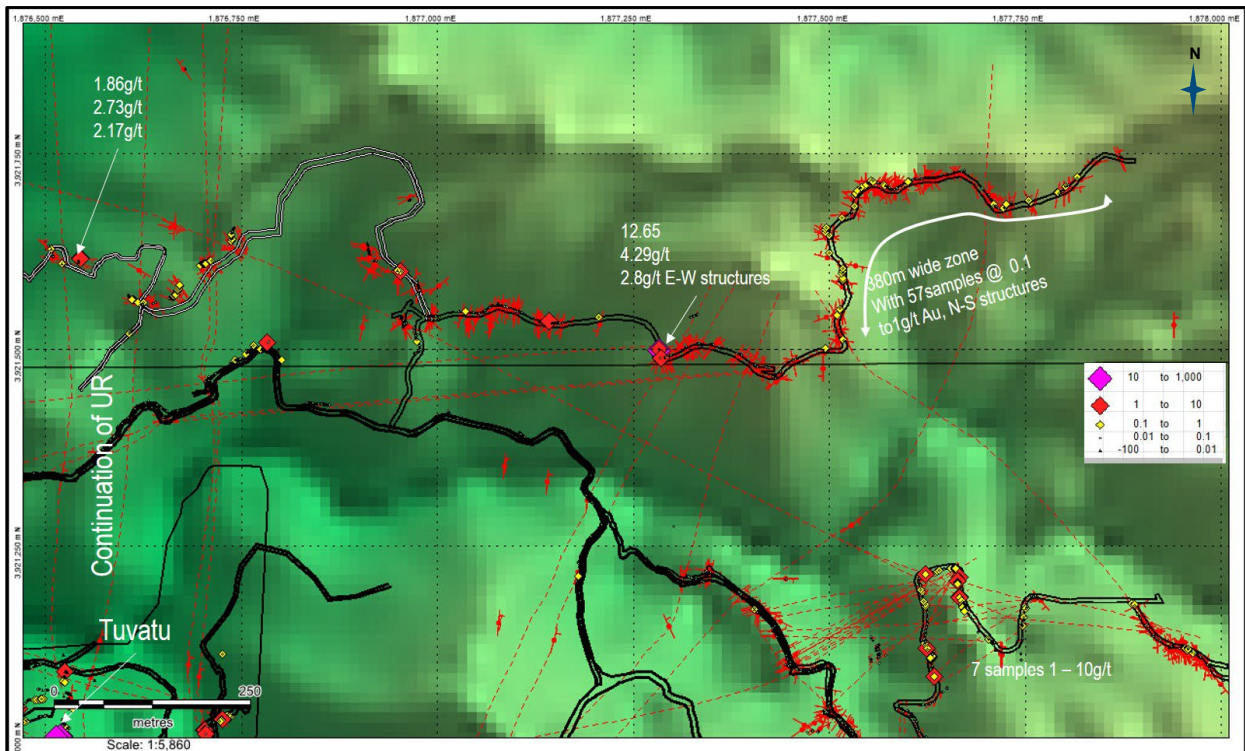 1,876,500 mE
1,876,750 mE
1,877,000 mE
1,877,250 mE
1,877,500 mE
1,877,750 mE
1,878,000 mE
N
1.86g/t
2.73g/t
2.17g/t
3,921,750 mN
12.65
4.29g/t
2.8g/t E-W structures
380m wide zone
With 57samples @ 0.1
to1g/t Au, N-S structures
3,921,500 mN
10 to 1,000
1 to 10
0.1 to 1
0.01 to 0.1
-100 to 0.01
Continuation of UR
3,921,250 mN
Tuvatu
7 samples 1 – 10g/t
0 250
metres
000 mN
Scale: 1:5,860